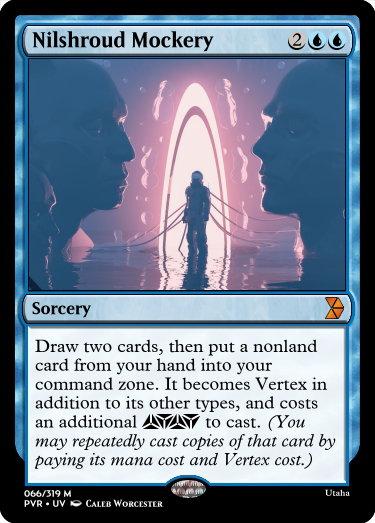 Nilshroud Mockery 2
Sorcery
Draw two cards, then put a nonland
card from your hand into your
command zone. It becomes Vertex in
addition to its other types, and costs
an additional to cast. (You
may repeatedly cast copies of that card by
paying its mana cost and Vertex cost.)
066/319 M Utaha
PVR • UV CALEB WORCESTER